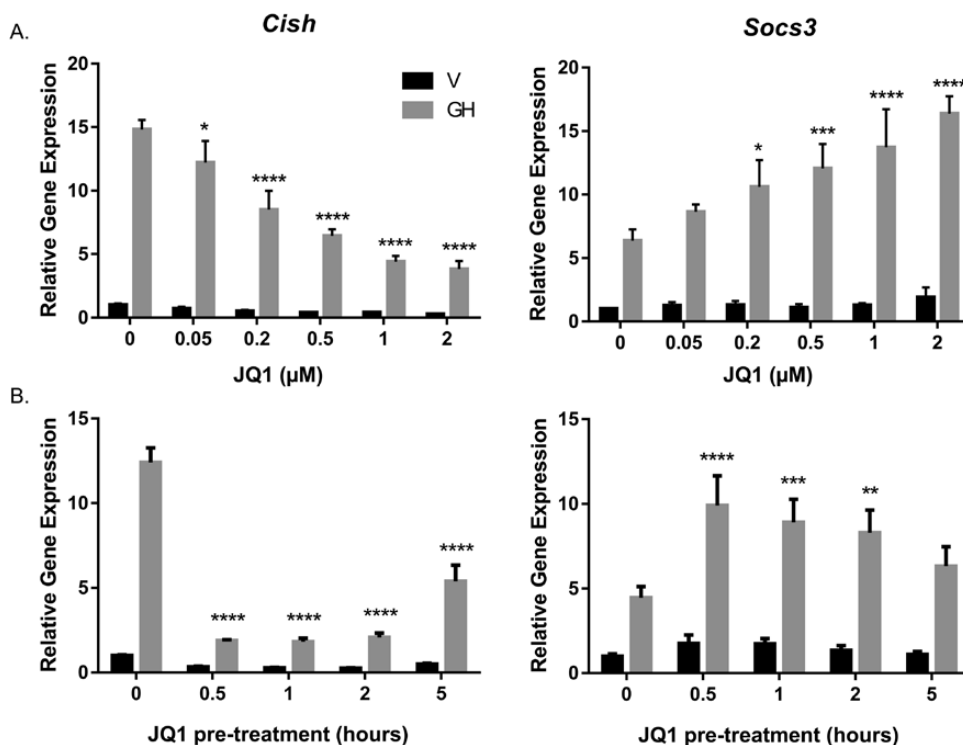 A.
Cish
Socs3
Relative Gene Expression
20
15
10
5
0
V
GH
*
****
****
****
****
0 0.05 0.2 0.5 1 2
JQ1 (µM)
Relative Gene Expression
20
15
10
5
0
*
***
****
****
0 0.05 0.2 0.5 1 2
JQ1 (µM)
B.
Relative Gene Expression
15
10
5
0
****
****
****
****
0 0.5 1 2 5
JQ1 pre-treatment (hours)
Relative Gene Expression
15
10
5
0
****
***
**
0 0.5 1 2 5
JQ1 pre-treatment (hours)